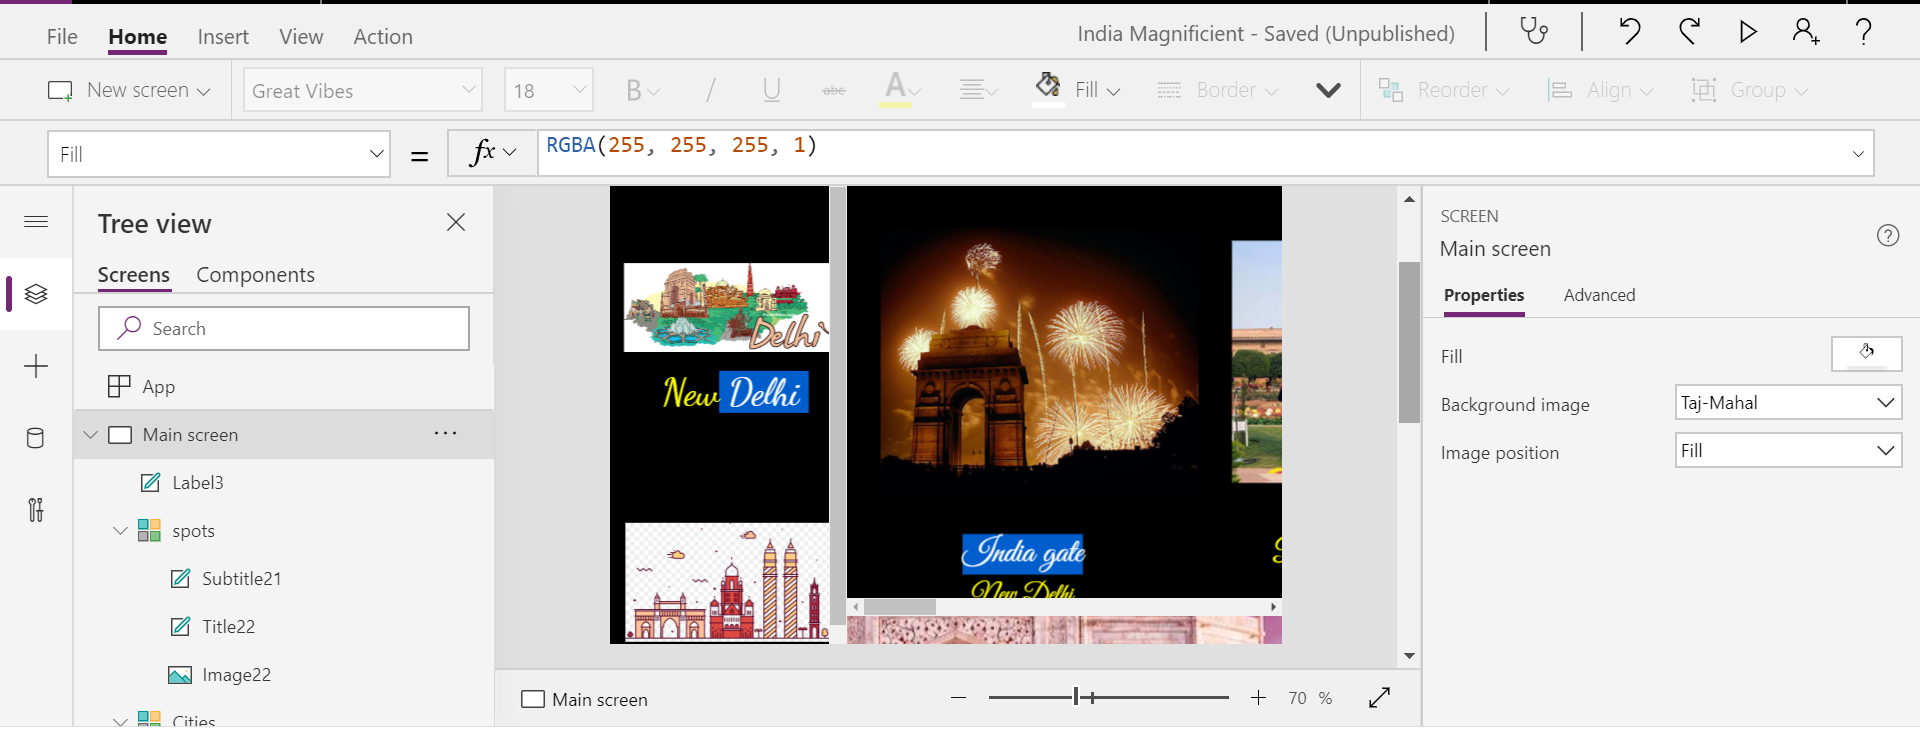 File Home Insert View Action India Magnificient - Saved (Unpublished)
New screen Great Vibes 18 B / U abc A Fill Border Reorder Align Group
Fill = fx RGBA(255, 255, 255, 1)
Tree view
Screens Components
Search
App
Main screen
Label3
spots
Subtitle21
Title22
Image22
Cities
Delhi
New Delhi
India gate
New Delhi
Main screen 70 %
SCREEN
Main screen
Properties Advanced
Fill
Background image Taj-Mahal
Image position Fill